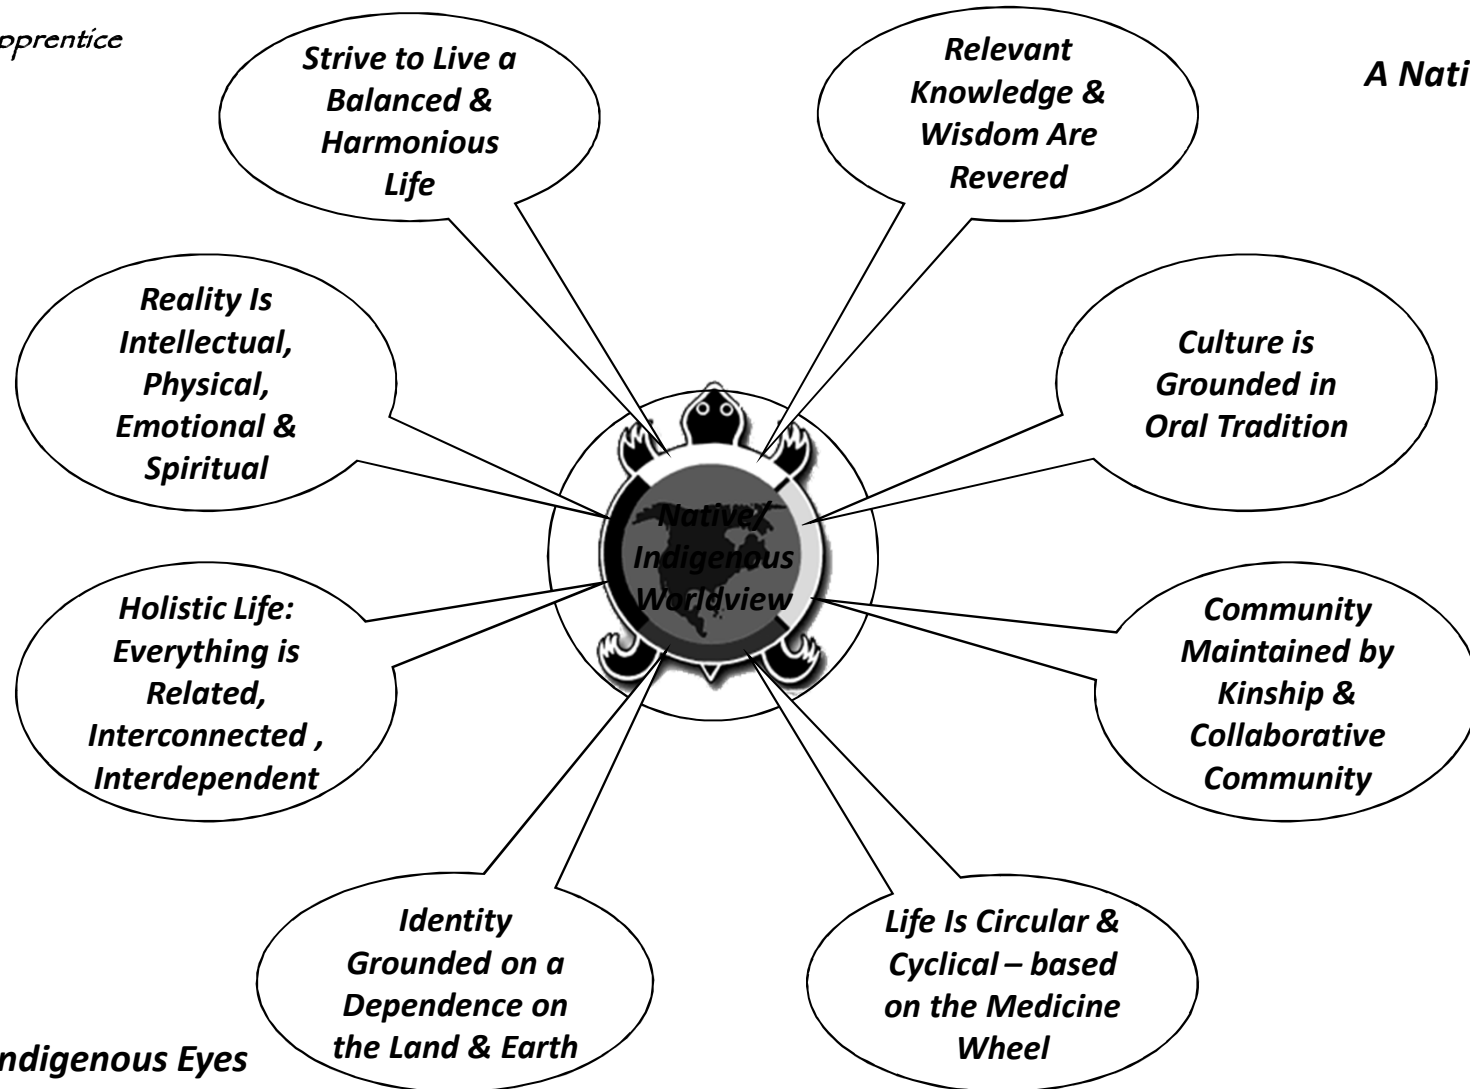 pprentice
A Nati
Strive to Live a
Balanced &
Harmonious
Life
Relevant
Knowledge &
Wisdom Are
Revered
Reality Is
Intellectual,
Physical,
Emotional &
Spiritual
Culture is
Grounded in
Oral Tradition
Native/
Indigenous
Worldview
Holistic Life:
Everything is
Related,
Interconnected ,
Interdependent
Community
Maintained by
Kinship &
Collaborative
Community
Identity
Grounded on a
Dependence on
the Land & Earth
Life Is Circular &
Cyclical – based
on the Medicine
Wheel
ndigenous Eyes